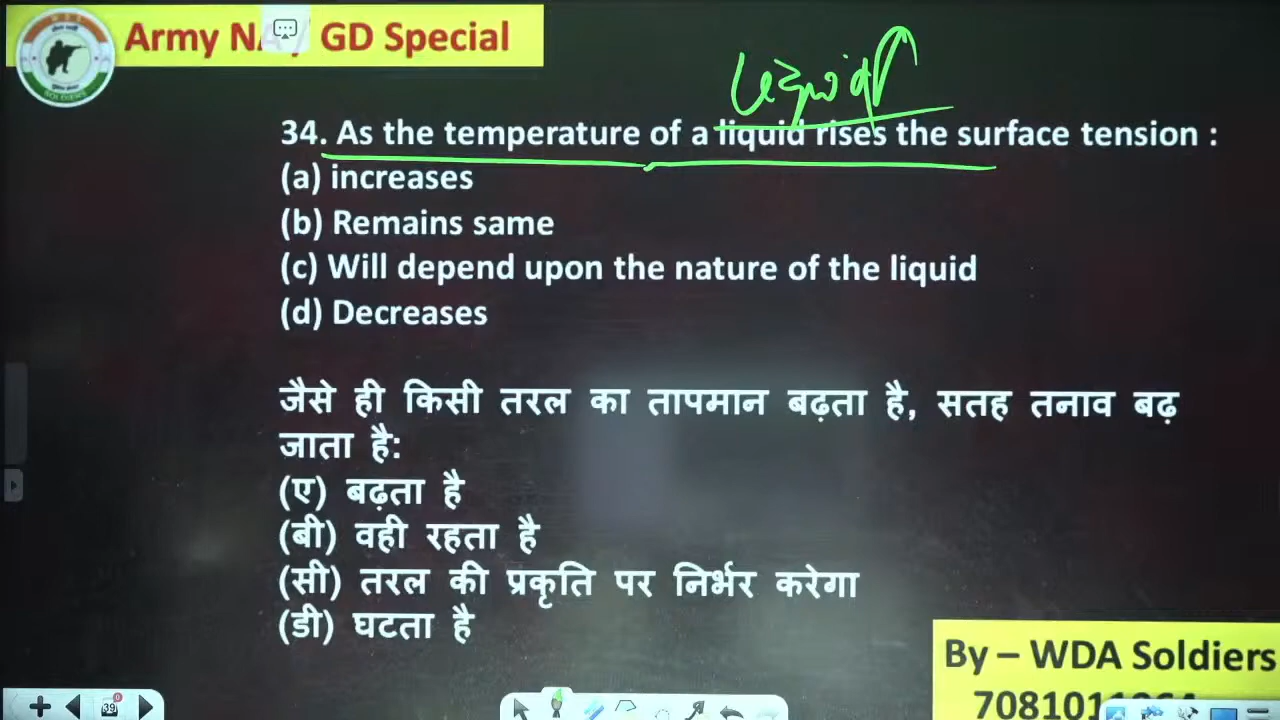 Army NA GD Special
34. As the temperature of a liquid rises the surface tension :
(a) increases
(b) Remains same
(c) Will depend upon the nature of the liquid
(d) Decreases
जैसे ही किसी तरल का तापमान बढ़ता है, सतह तनाव बढ़
जाता है:
(ए) बढ़ता है
(बी) वही रहता है
(सी) तरल की प्रकृति पर निर्भर करेगा
(डी) घटता है
By – WDA Soldiers
39